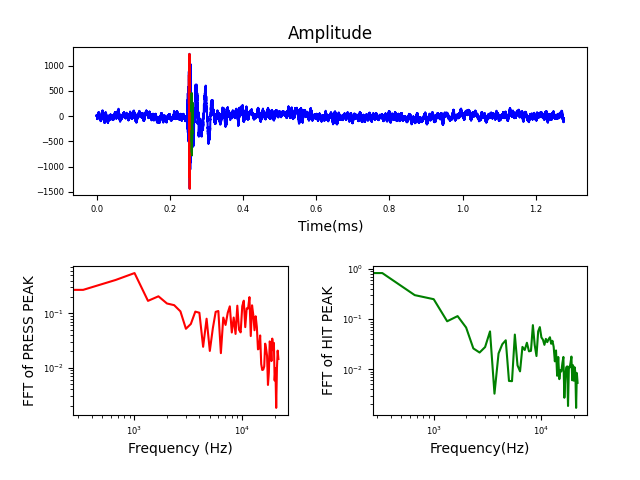 Amplitude
1000
500
0
−500
−1000
−1500
0.0 0.2 0.4 0.6 0.8 1.0 1.2
Time(ms)
FFT of PRESS PEAK
10⁻¹
10⁻²
10³ 10⁴
Frequency (Hz)
FFT of HIT PEAK
10⁰
10⁻¹
10⁻²
10³ 10⁴
Frequency(Hz)